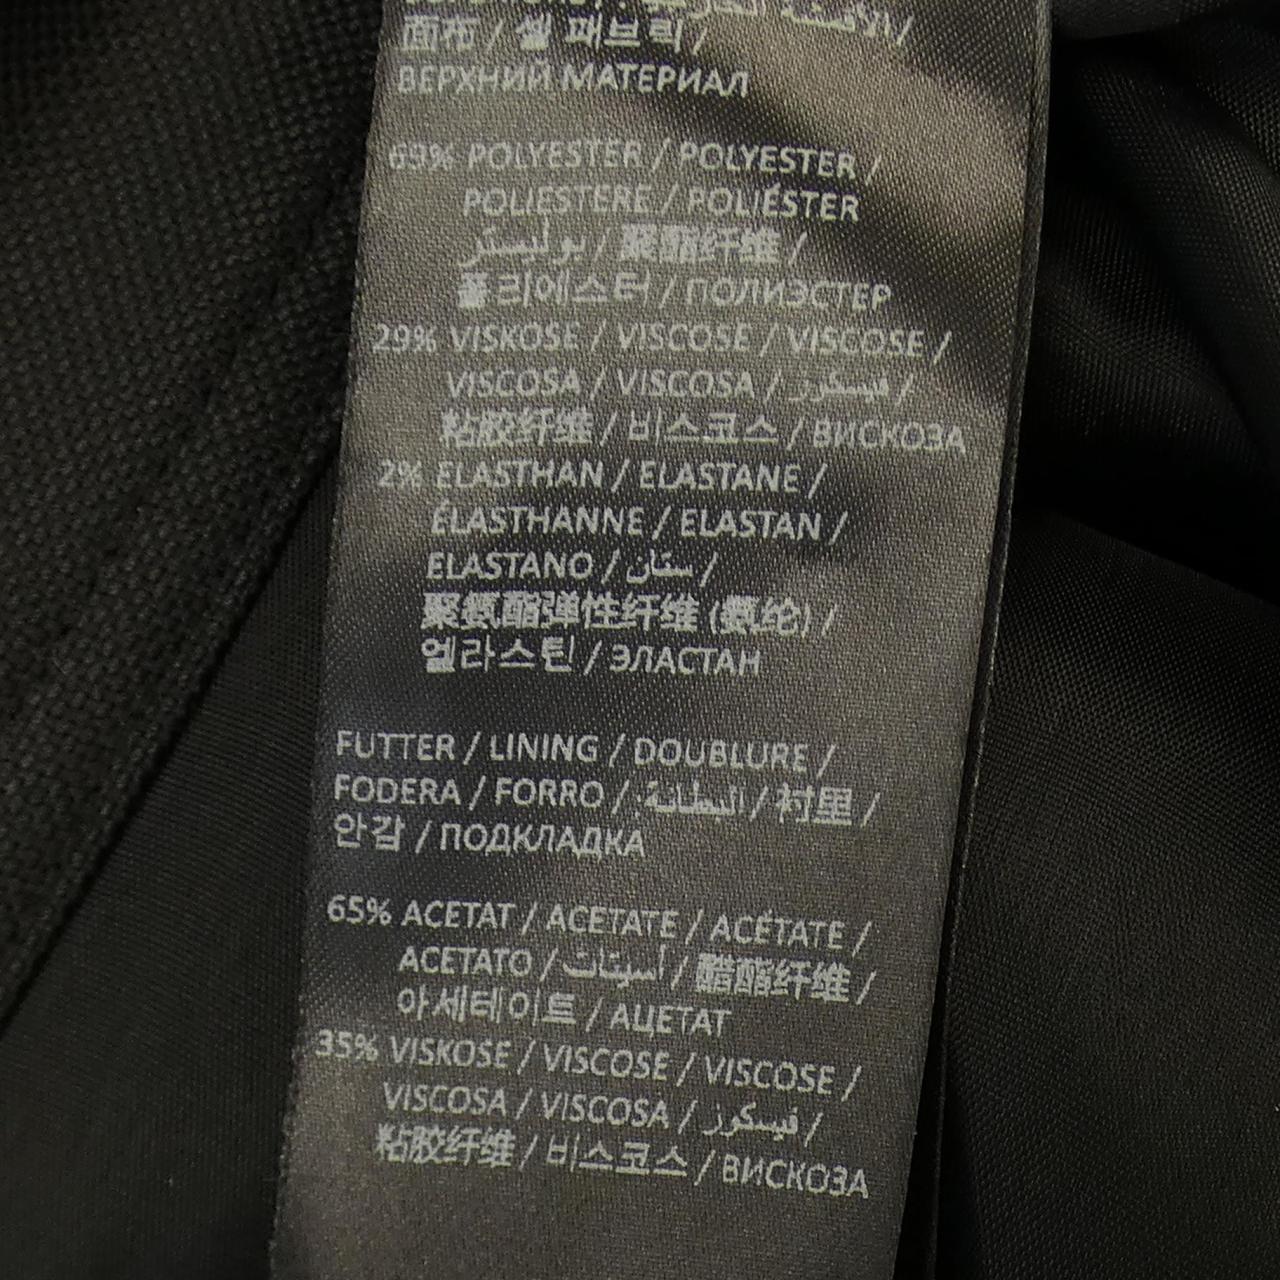 面布 / 셸 패브릭 /
ВЕРХНИЙ МАТЕРИАЛ
69% POLYESTER / POLYESTER /
POLIESTERE / POLIÉSTER
بوليستر / 聚酯纤维 /
폴리에스터 / ПОЛИЭСТЕР
29% VISKOSE / VISCOSE / VISCOSE /
VISCOSA / VISCOSA / فيسكوز /
粘胶纤维 / 비스코스 / ВИСКОЗА
2% ELASTHAN / ELASTANE /
ÉLASTHANNE / ELASTAN /
ELASTANO / ستان /
聚氨酯弹性纤维 (氨纶) /
엘라스틴 / ЭЛАСТАН
FUTTER / LINING / DOUBLURE /
FODERA / FORRO / البطانة: / 衬里 /
안감 / ПОДКЛАДКА
65% ACETAT / ACETATE / ACÉTATE /
ACETATO / أسيتات / 醋酯纤维 /
아세테이트 / АЦЕТАТ
35% VISKOSE / VISCOSE / VISCOSE /
VISCOSA / VISCOSA / فيسكوز /
粘胶纤维 / 비스코스 / ВИСКОЗА